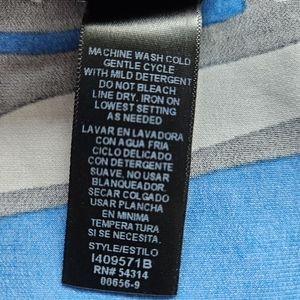 MACHINE WASH COLD
GENTLE CYCLE
WITH MILD DETERGENT
DO NOT BLEACH
LINE DRY. IRON ON
LOWEST SETTING
AS NEEDED
LAVAR EN LAVADORA
CON AGUA FRIA
CICLO DELICADO
CON DETERGENTE
SUAVE. NO USAR
BLANQUEADOR.
SECAR COLGADO
USAR PLANCHA
EN MINIMA
TEMPERATURA
SI ES NECESARIO
STYLE/ESTILO
I409571B
RN# 54314
00656-9